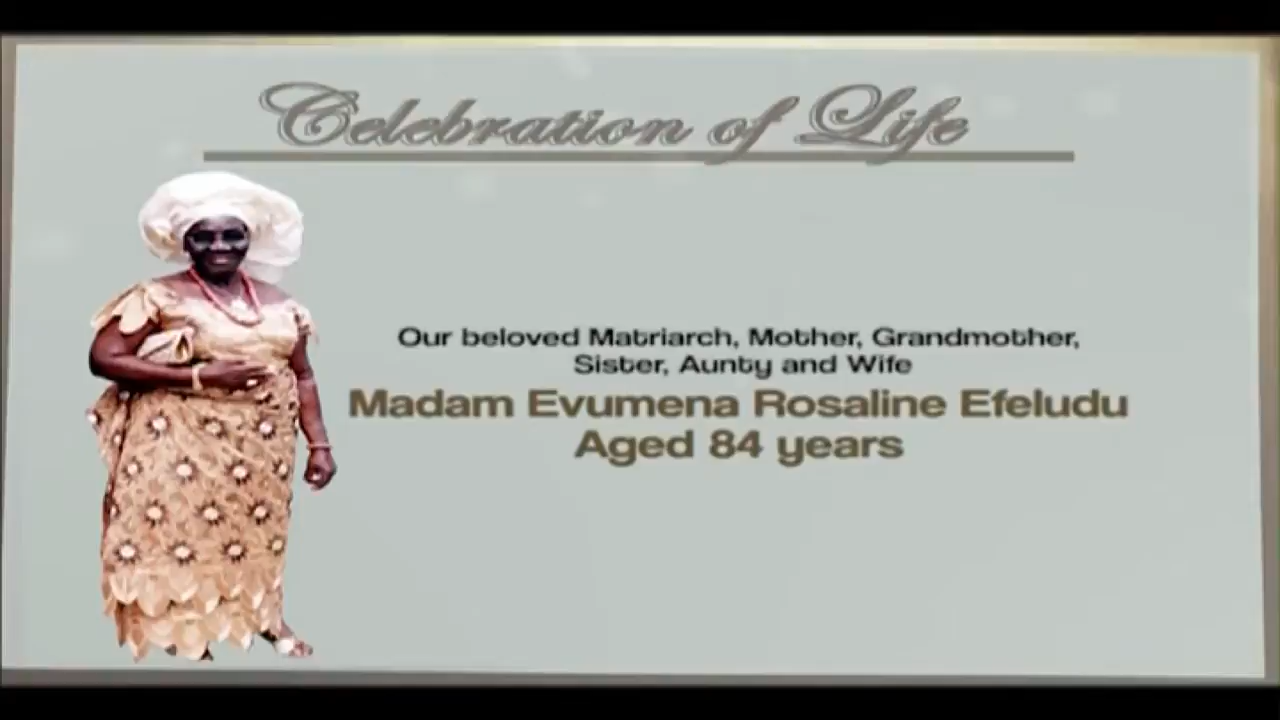 Celebration of Life
Our beloved Matriarch, Mother, Grandmother,
Sister, Aunty and Wife
Madam Evumena Rosaline Efeludu
Aged 84 years